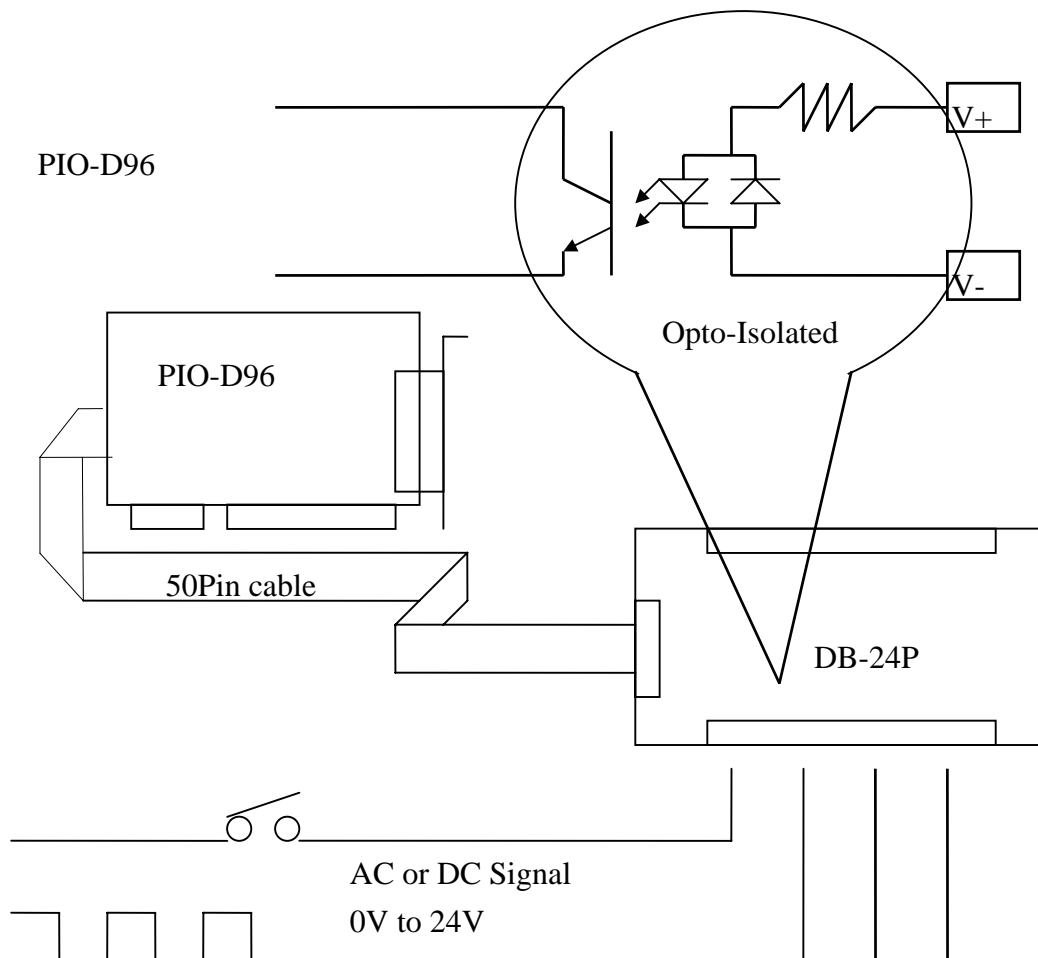 V+
PIO-D96
V-
Opto-Isolated
PIO-D96
50Pin cable
DB-24P
AC or DC Signal
0V to 24V